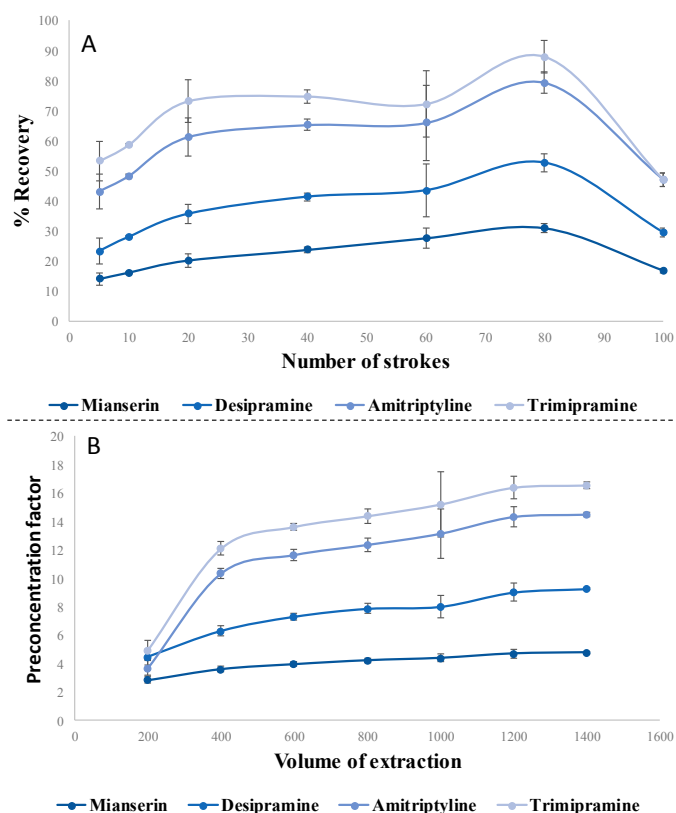 A
% Recovery
100
90
80
70
60
50
40
30
20
10
0
0 10 20 30 40 50 60 70 80 90 100
Number of strokes
Mianserin Desipramine Amitriptyline Trimipramine
B
Preconcentration factor
20
18
16
14
12
10
8
6
4
2
0
0 200 400 600 800 1000 1200 1400 1600
Volume of extraction
Mianserin Desipramine Amitriptyline Trimipramine